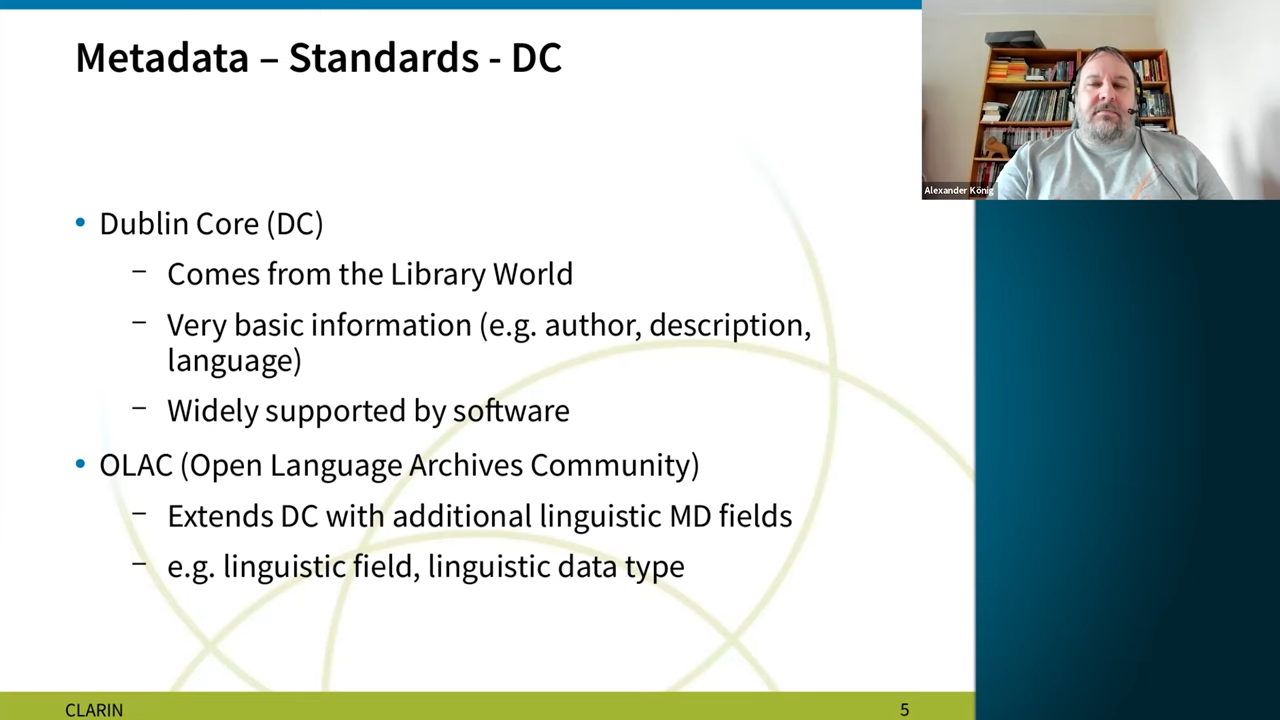 Metadata – Standards - DC
Alexander König
• Dublin Core (DC)
– Comes from the Library World
– Very basic information (e.g. author, description,
language)
– Widely supported by software
• OLAC (Open Language Archives Community)
– Extends DC with additional linguistic MD fields
– e.g. linguistic field, linguistic data type
CLARIN
5